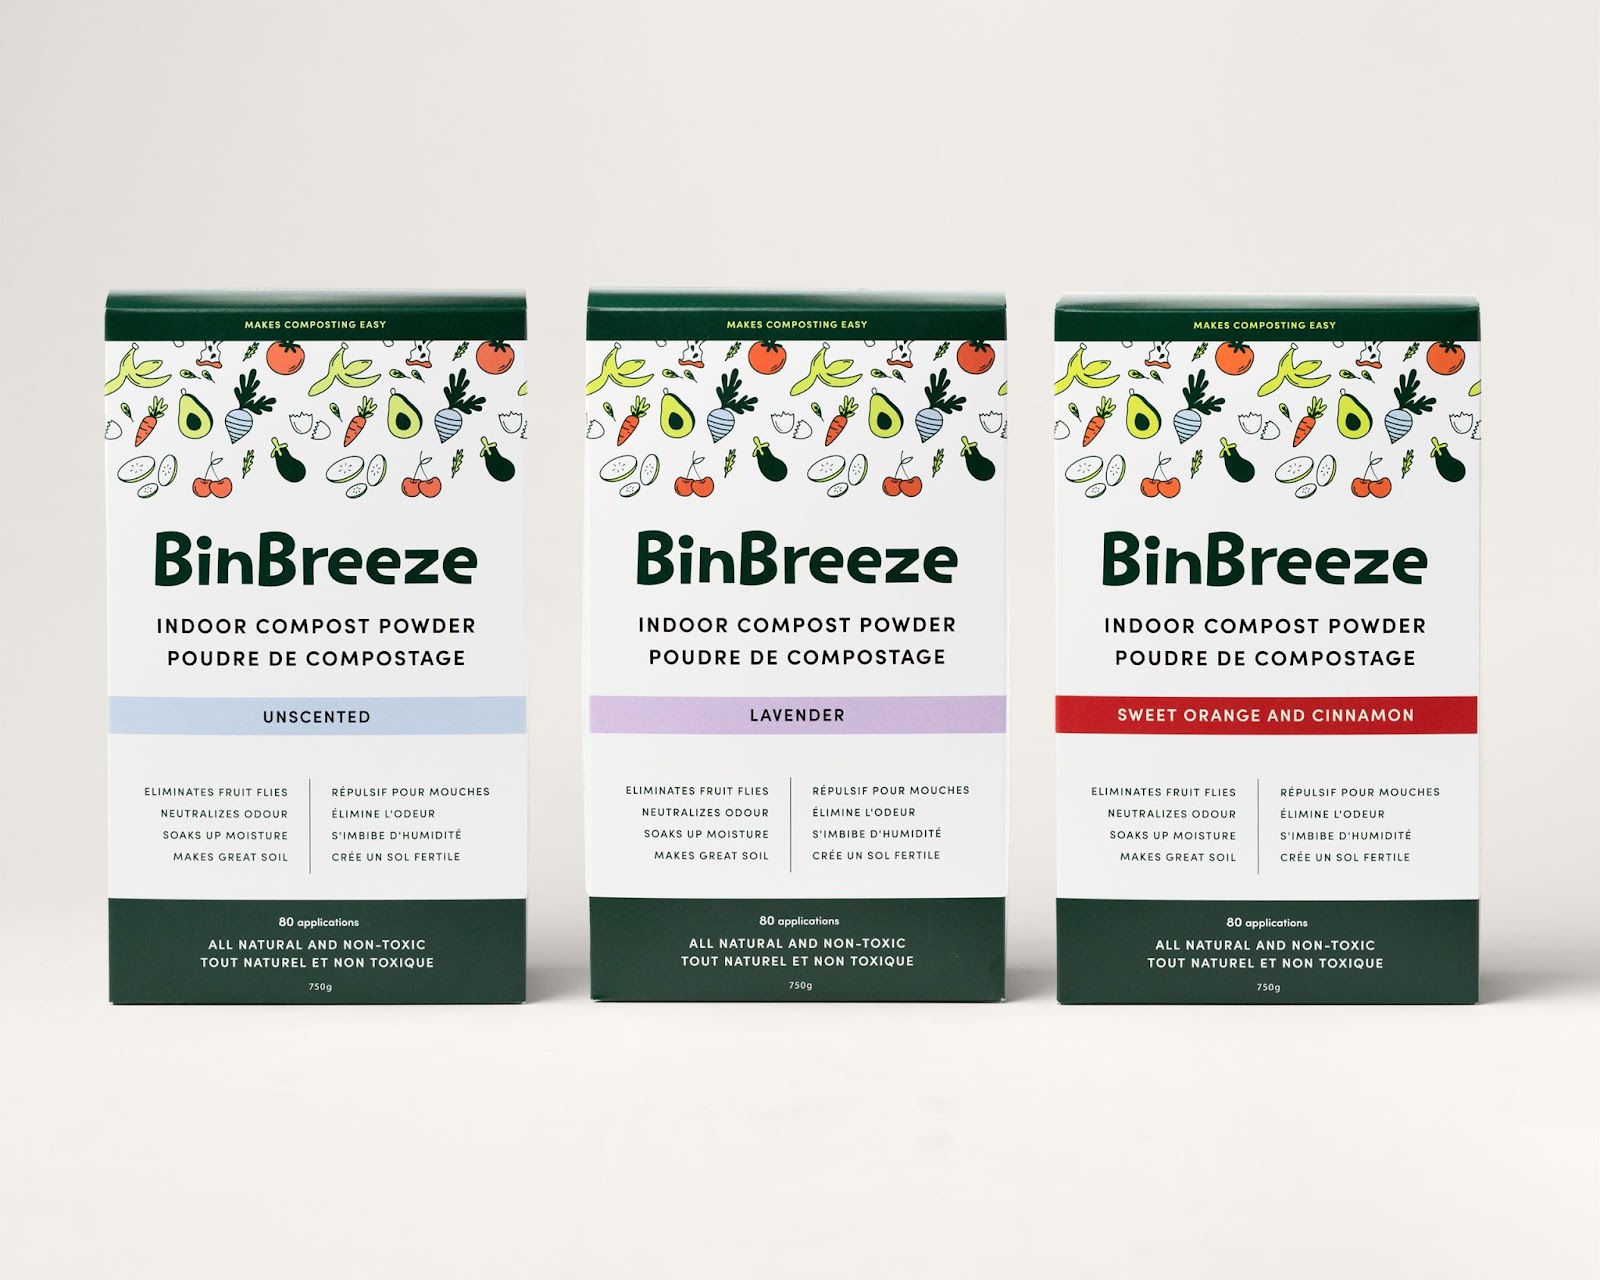 MAKES COMPOSTING EASY
BinBreeze
INDOOR COMPOST POWDER
POUDRE DE COMPOSTAGE
UNSCENTED
ELIMINATES FRUIT FLIES
NEUTRALIZES ODOUR
SOAKS UP MOISTURE
MAKES GREAT SOIL
RÉPULSIF POUR MOUCHES
ÉLIMINE L'ODEUR
S'IMBIBE D'HUMIDITÉ
CRÉE UN SOL FERTILE
80 applications
ALL NATURAL AND NON-TOXIC
TOUT NATUREL ET NON TOXIQUE
750g
MAKES COMPOSTING EASY
BinBreeze
INDOOR COMPOST POWDER
POUDRE DE COMPOSTAGE
LAVENDER
ELIMINATES FRUIT FLIES
NEUTRALIZES ODOUR
SOAKS UP MOISTURE
MAKES GREAT SOIL
RÉPULSIF POUR MOUCHES
ÉLIMINE L'ODEUR
S'IMBIBE D'HUMIDITÉ
CRÉE UN SOL FERTILE
80 applications
ALL NATURAL AND NON-TOXIC
TOUT NATUREL ET NON TOXIQUE
750g
MAKES COMPOSTING EASY
BinBreeze
INDOOR COMPOST POWDER
POUDRE DE COMPOSTAGE
SWEET ORANGE AND CINNAMON
ELIMINATES FRUIT FLIES
NEUTRALIZES ODOUR
SOAKS UP MOISTURE
MAKES GREAT SOIL
RÉPULSIF POUR MOUCHES
ÉLIMINE L'ODEUR
S'IMBIBE D'HUMIDITÉ
CRÉE UN SOL FERTILE
80 applications
ALL NATURAL AND NON-TOXIC
TOUT NATUREL ET NON TOXIQUE
750g